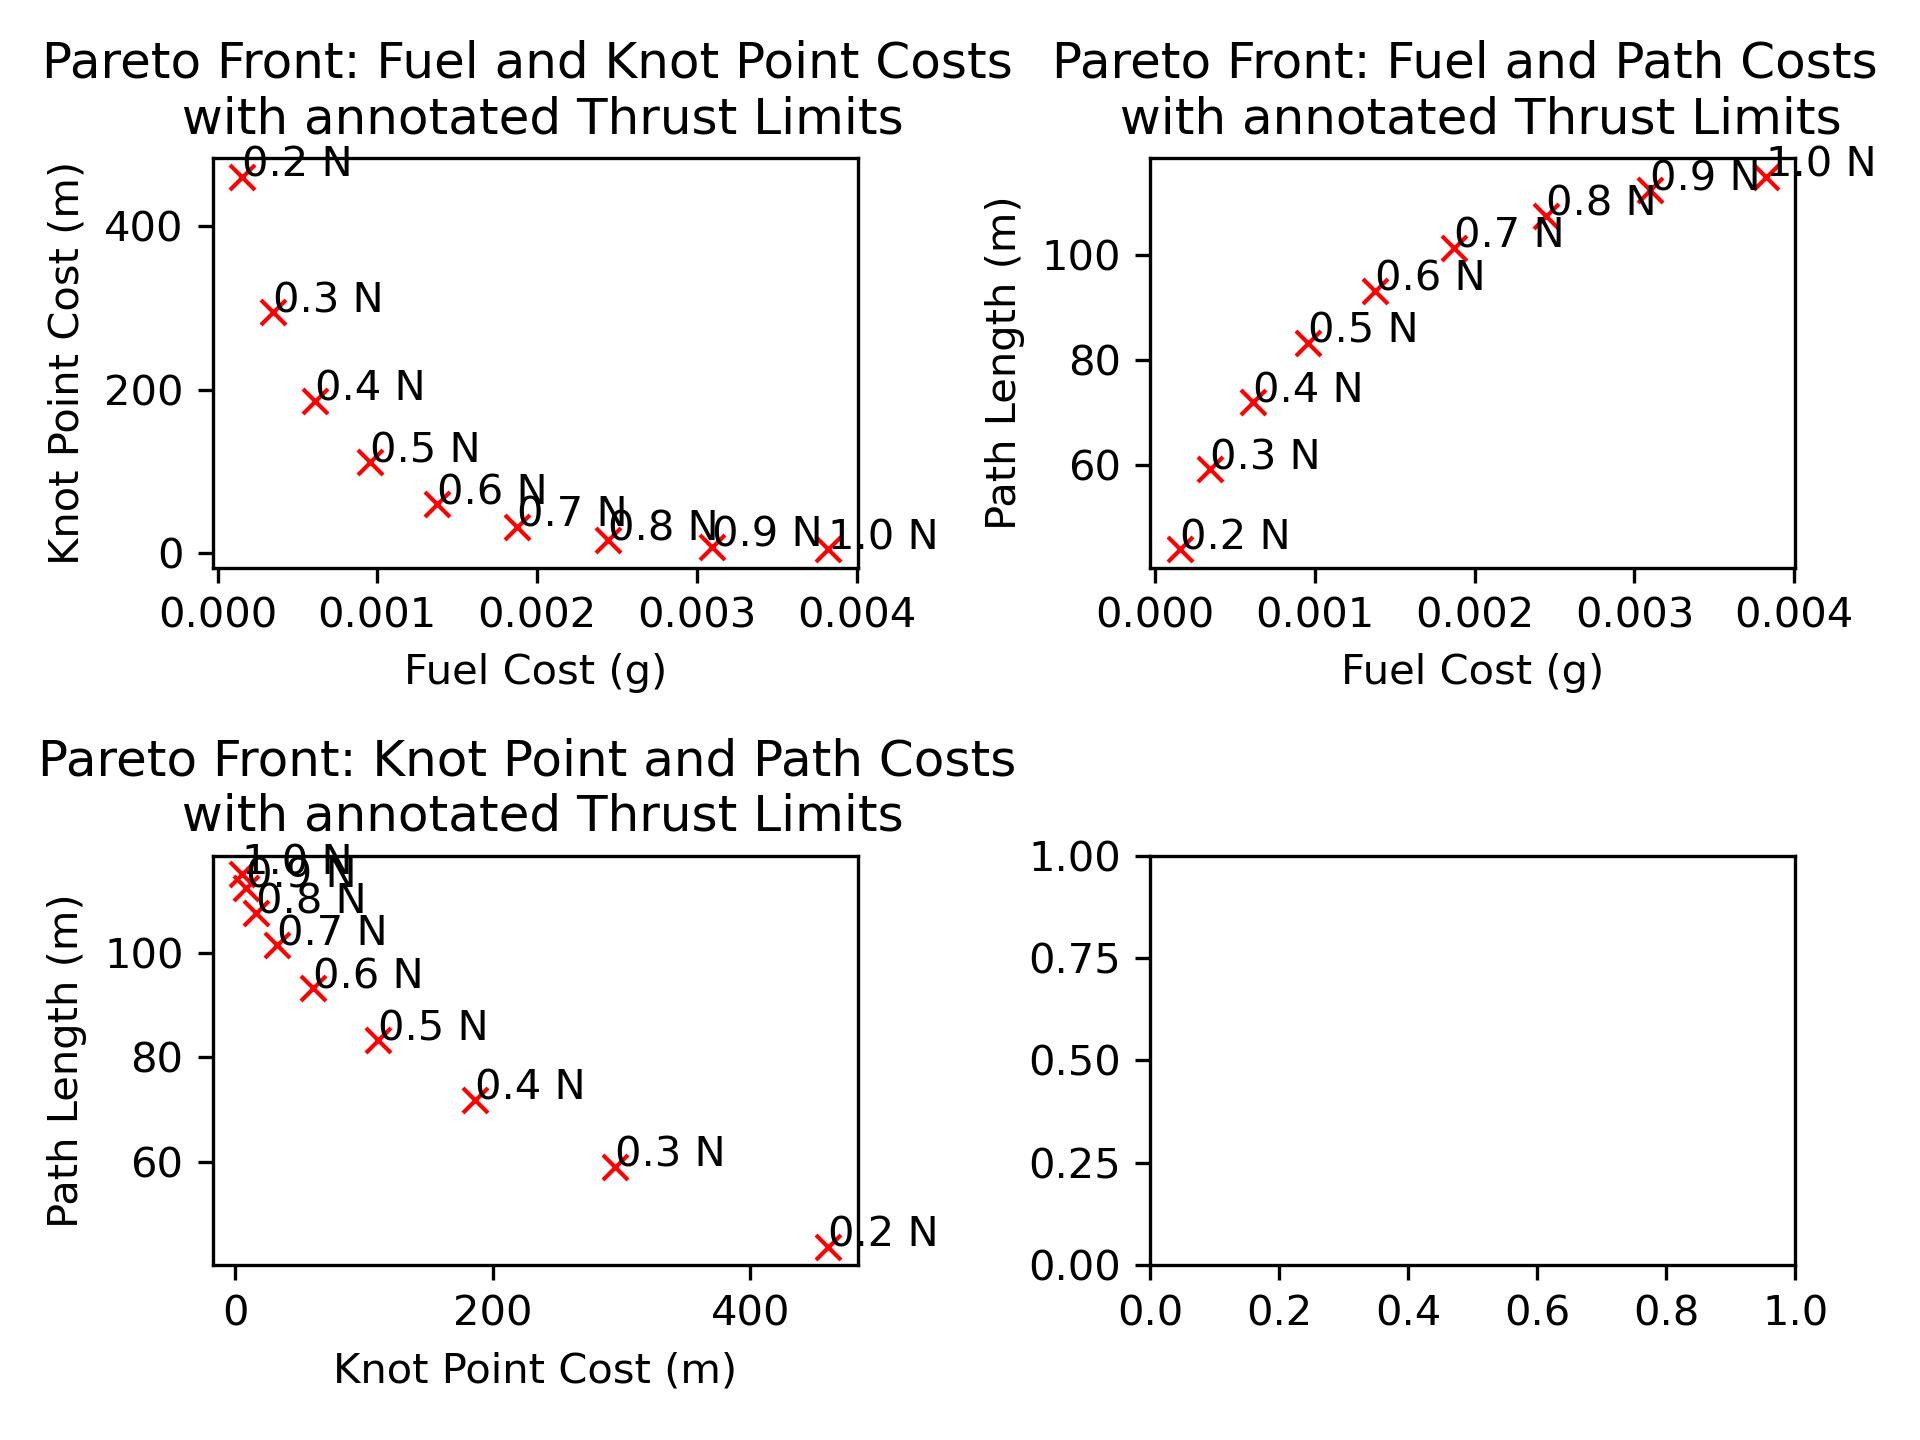 Pareto Front: Fuel and Knot Point Costs
with annotated Thrust Limits
Knot Point Cost (m)
400
200
0
0.2 N
0.3 N
0.4 N
0.5 N
0.6 N
0.7 N
0.8 N
0.9 N
1.0 N
0.000 0.001 0.002 0.003 0.004
Fuel Cost (g)
Pareto Front: Fuel and Path Costs
with annotated Thrust Limits
Path Length (m)
100
80
60
1.0 N
0.9 N
0.8 N
0.7 N
0.6 N
0.5 N
0.4 N
0.3 N
0.2 N
0.000 0.001 0.002 0.003 0.004
Fuel Cost (g)
Pareto Front: Knot Point and Path Costs
with annotated Thrust Limits
Path Length (m)
100
80
60
1.0 N
0.9 N
0.8 N
0.7 N
0.6 N
0.5 N
0.4 N
0.3 N
0.2 N
0 200 400
Knot Point Cost (m)
1.00
0.75
0.50
0.25
0.00
0.0 0.2 0.4 0.6 0.8 1.0